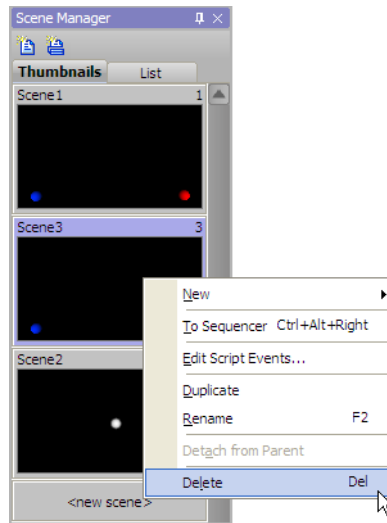 Scene Manager
Thumbnails List
Scene1 1
Scene3 3
New
To Sequencer Ctrl+Alt+Right
Edit Script Events...
Scene2
Duplicate
Rename F2
Detach from Parent
Delete Del
<new scene>